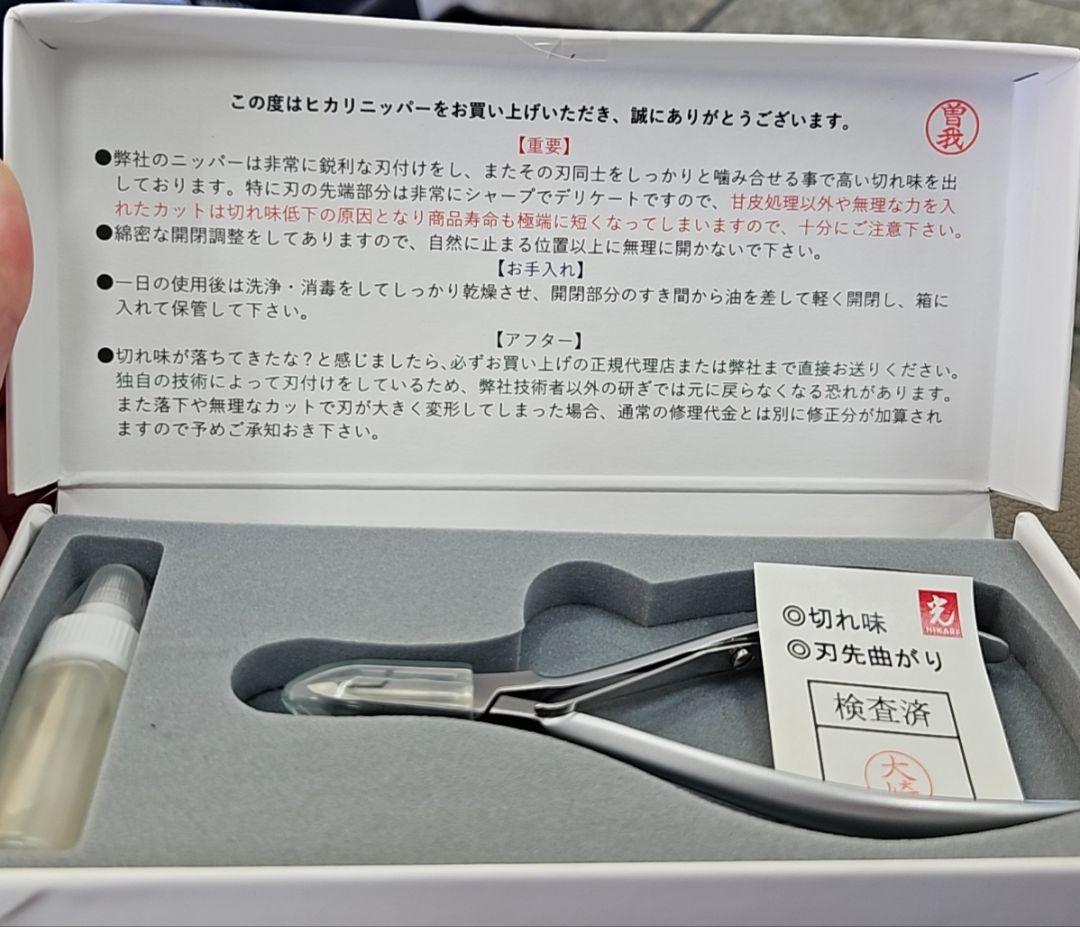 この度はヒカリニッパーをお買い上げいただき、誠にありがとうございます。
曽我
【重要】
●弊社のニッパーは非常に鋭利な刃付けをし、またその刃同士をしっかりと噛み合せる事で高い切れ味を出
しております。特に刃の先端部分は非常にシャープでデリケートですので、甘皮処理以外や無理な力を入
れたカットは切れ味低下の原因となり商品寿命も極端に短くなってしまいますので、十分にご注意下さい。
●綿密な開閉調整をしてありますので、自然に止まる位置以上に無理に開かないで下さい。
【お手入れ】
●一日の使用後は洗浄・消毒をしてしっかり乾燥させ、開閉部分のすき間から油を差して軽く開閉し、箱に
入れて保管して下さい。
【アフター】
●切れ味が落ちてきたな?と感じましたら、必ずお買い上げの正規代理店または弊社まで直接お送りください。
独自の技術によって刃付けをしているため、弊社技術者以外の研ぎでは元に戻らなくなる恐れがあります。
また落下や無理なカットで刃が大きく変形してしまった場合、通常の修理代金とは別に修正分が加算され
ますので予めご承知おき下さい。
◎切れ味
光
HIKARI
◎刃先曲がり
検査済
大